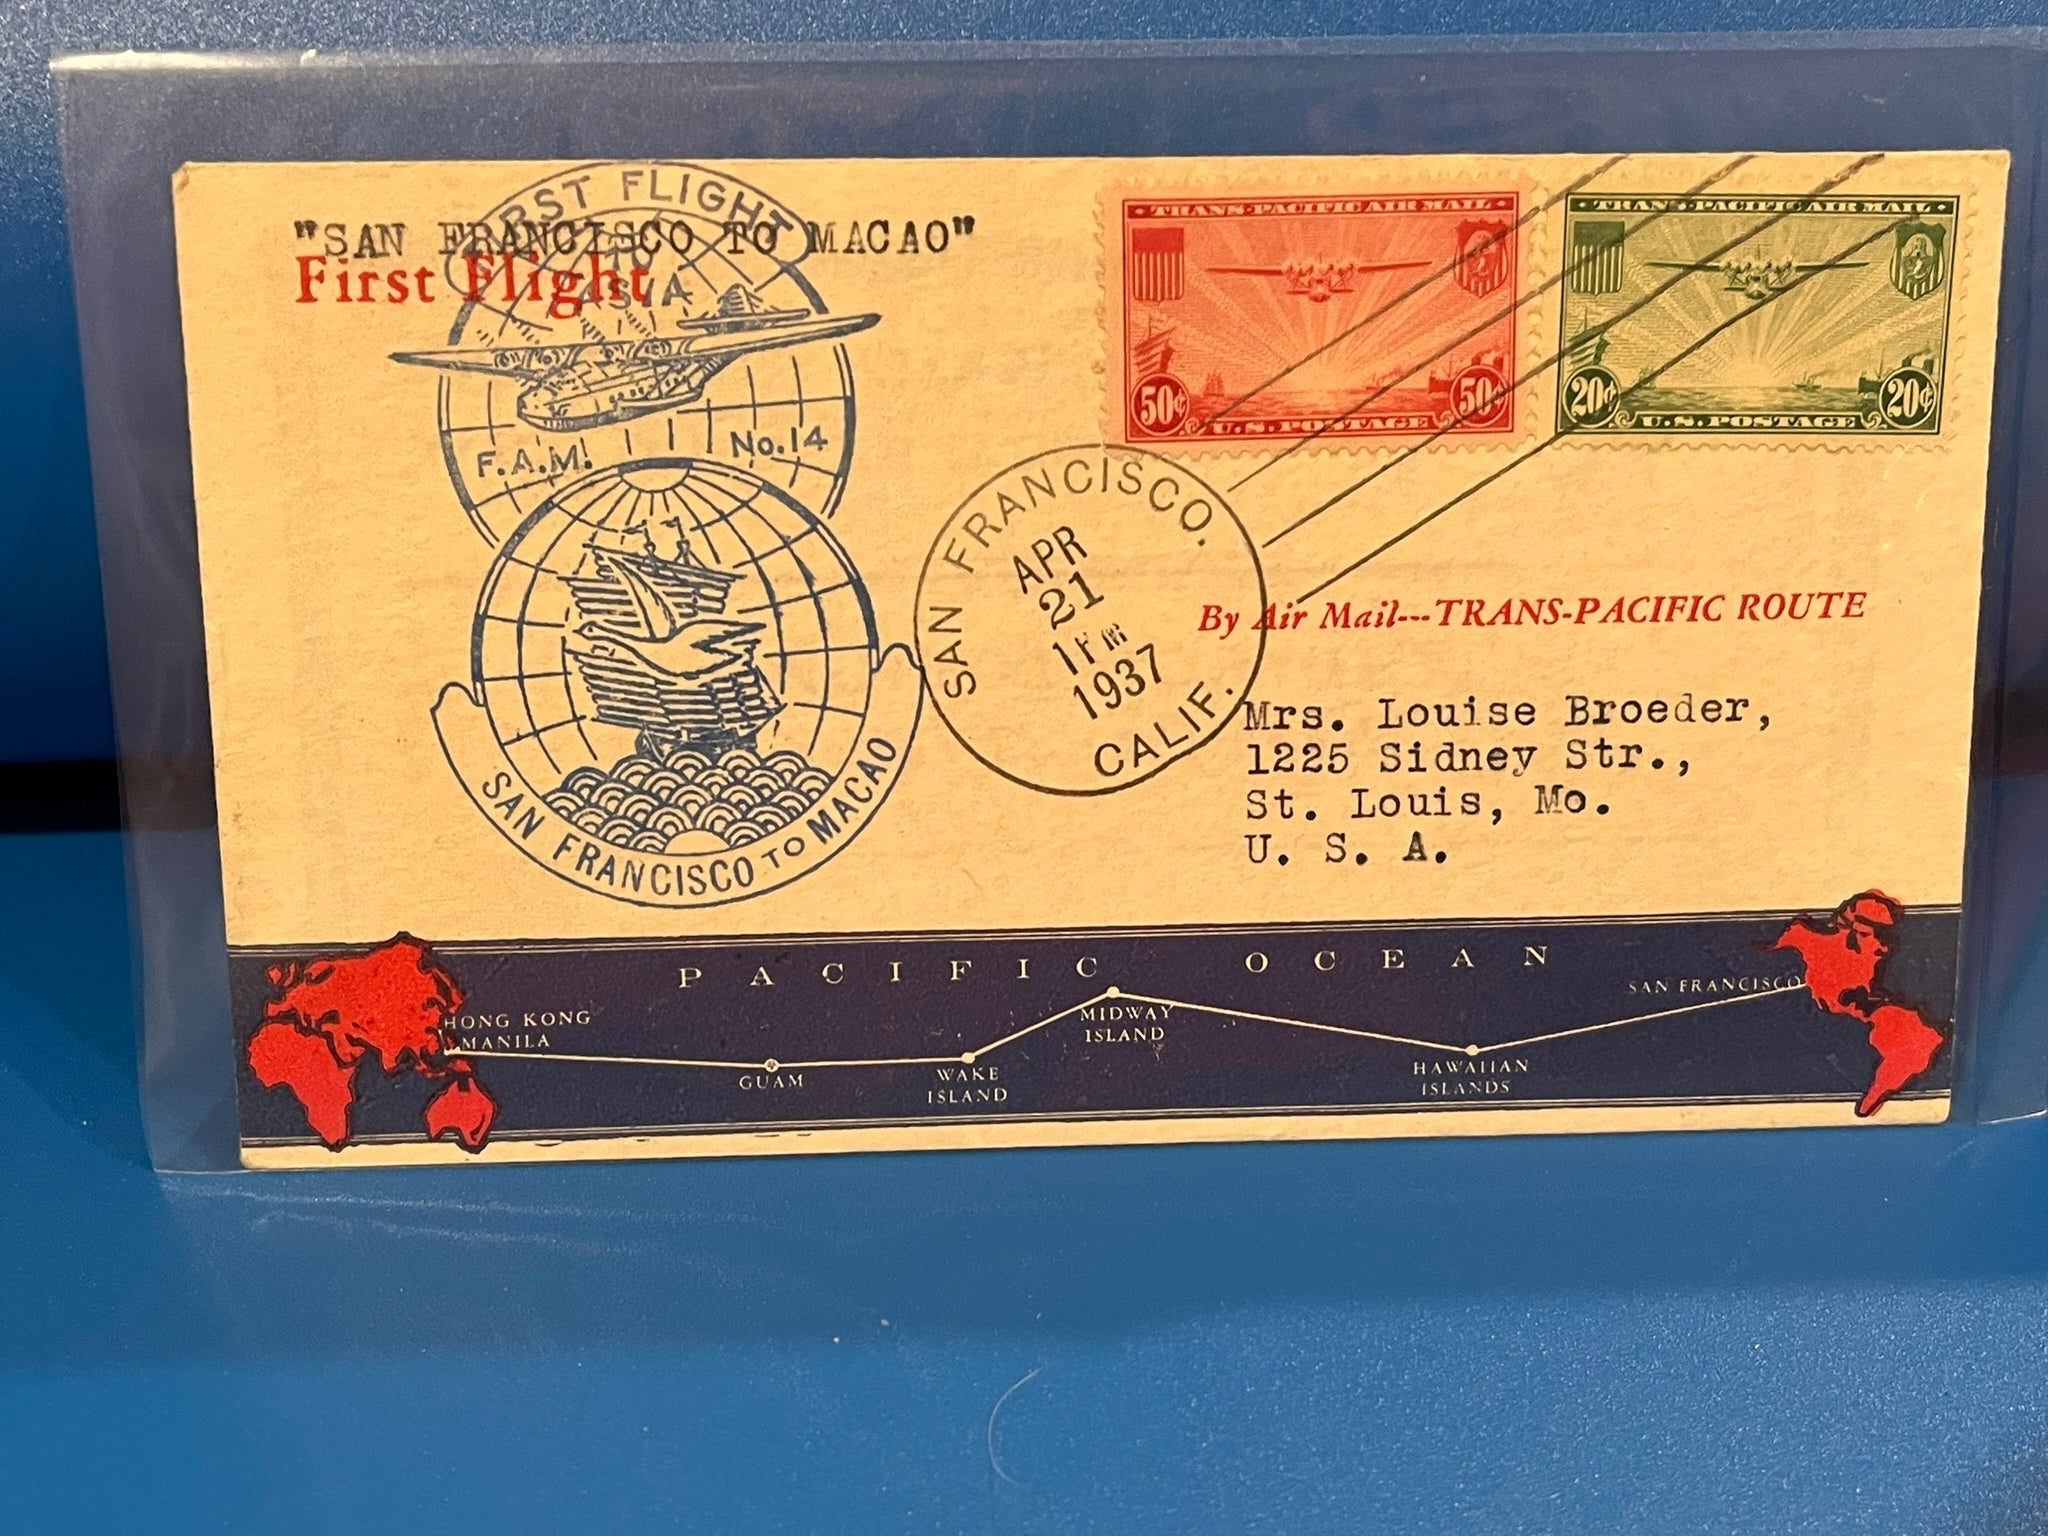 "SAN FRANCISCO TO MACAO"
First Flight
FIRST FLIGHT
TO
ASIA
F.A.M. No.14
SAN FRANCISCO TO MACAO
TRANS-PACIFIC AIR MAIL
50¢ 50¢
U.S. POSTAGE
TRANS-PACIFIC AIR MAIL
20¢ 20¢
U.S. POSTAGE
SAN FRANCISCO.
APR
21
1PM
1937
CALIF.
By Air Mail---TRANS-PACIFIC ROUTE
Mrs. Louise Broeder,
1225 Sidney Str.,
St. Louis, Mo.
U. S. A.
PACIFIC OCEAN
HONG KONG
MANILA
GUAM
WAKE
ISLAND
MIDWAY
ISLAND
HAWAIIAN
ISLANDS
SAN FRANCISCO